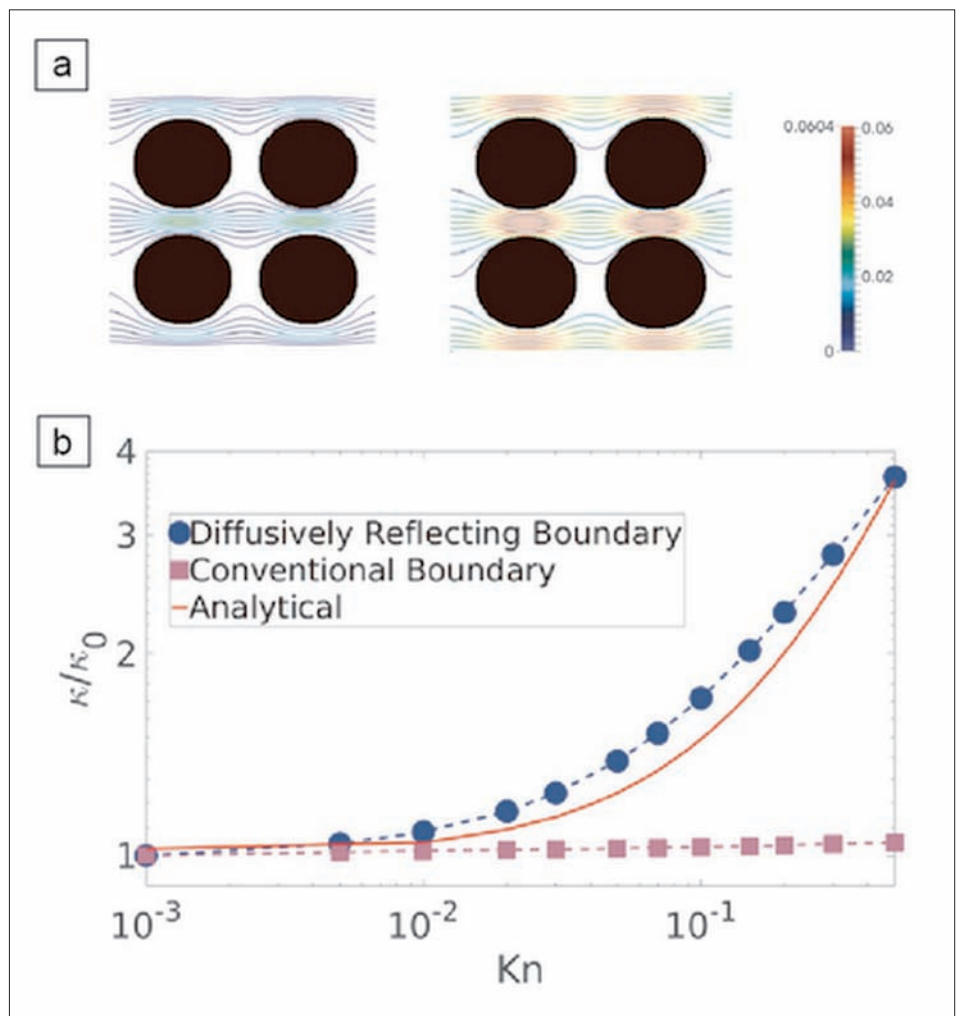 a
0.0604
0.06
0.04
0.02
0
b
4
3
2
1
κ/κ0
Diffusively Reflecting Boundary
Conventional Boundary
Analytical
10-3
10-2
10-1
Kn